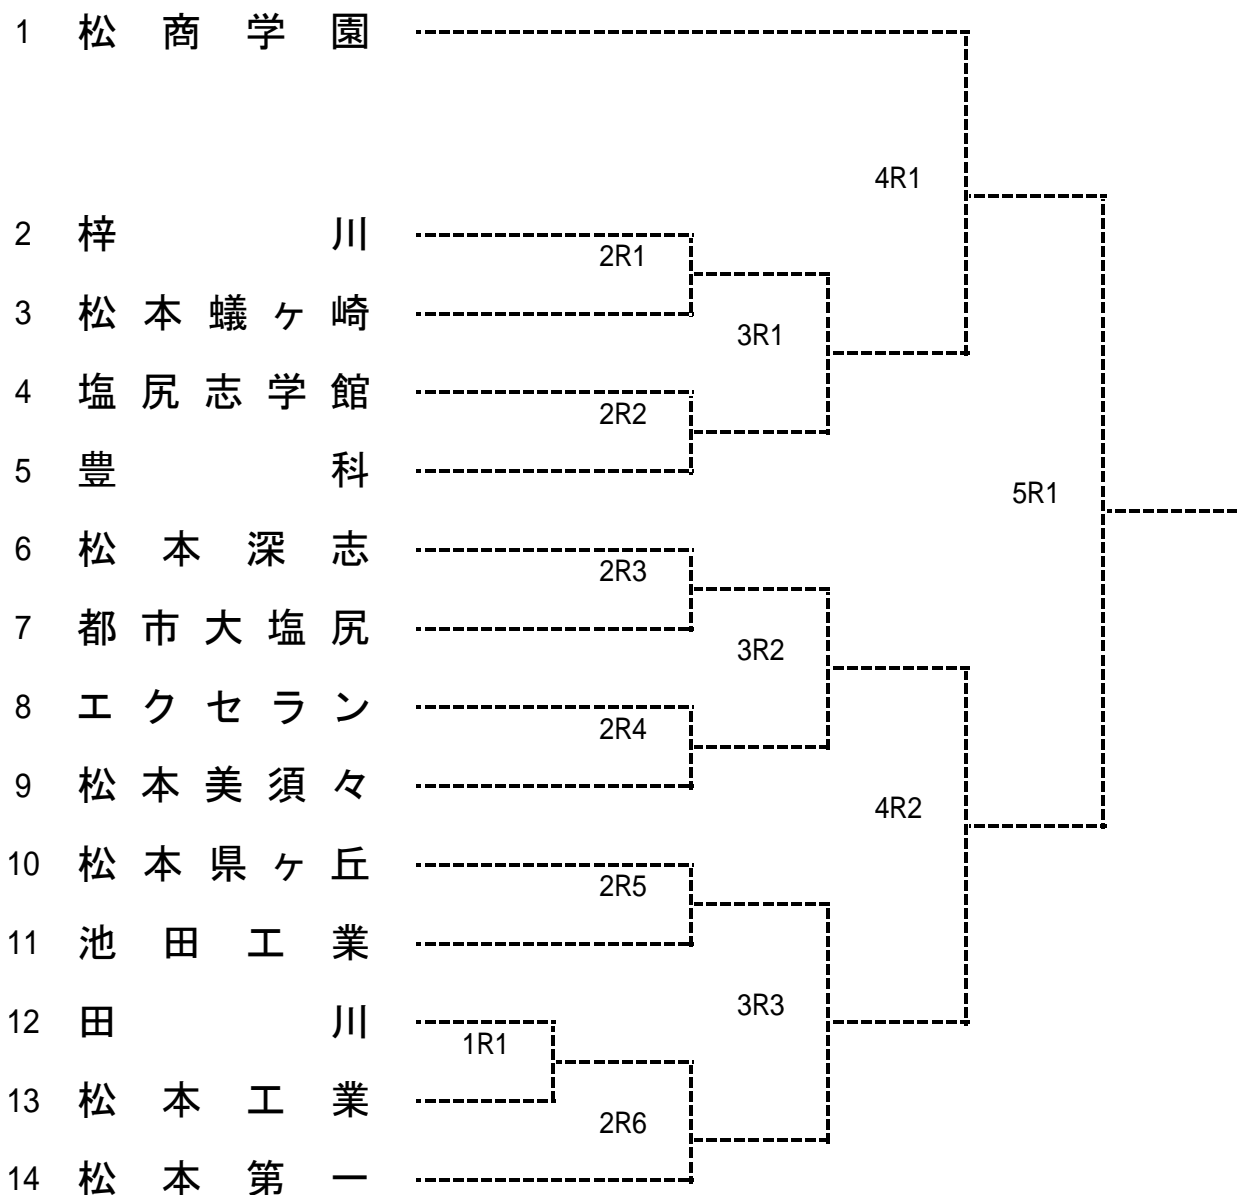 1 松商学園
4R1
2 梓川
2R1
3 松本蟻ヶ崎
3R1
4 塩尻志学館
2R2
5 豊科
5R1
6 松本深志
2R3
7 都市大塩尻
3R2
8 エクセラン
2R4
9 松本美須々
4R2
10 松本県ヶ丘
2R5
11 池田工業
3R3
12 田川
1R1
13 松本工業
2R6
14 松本第一